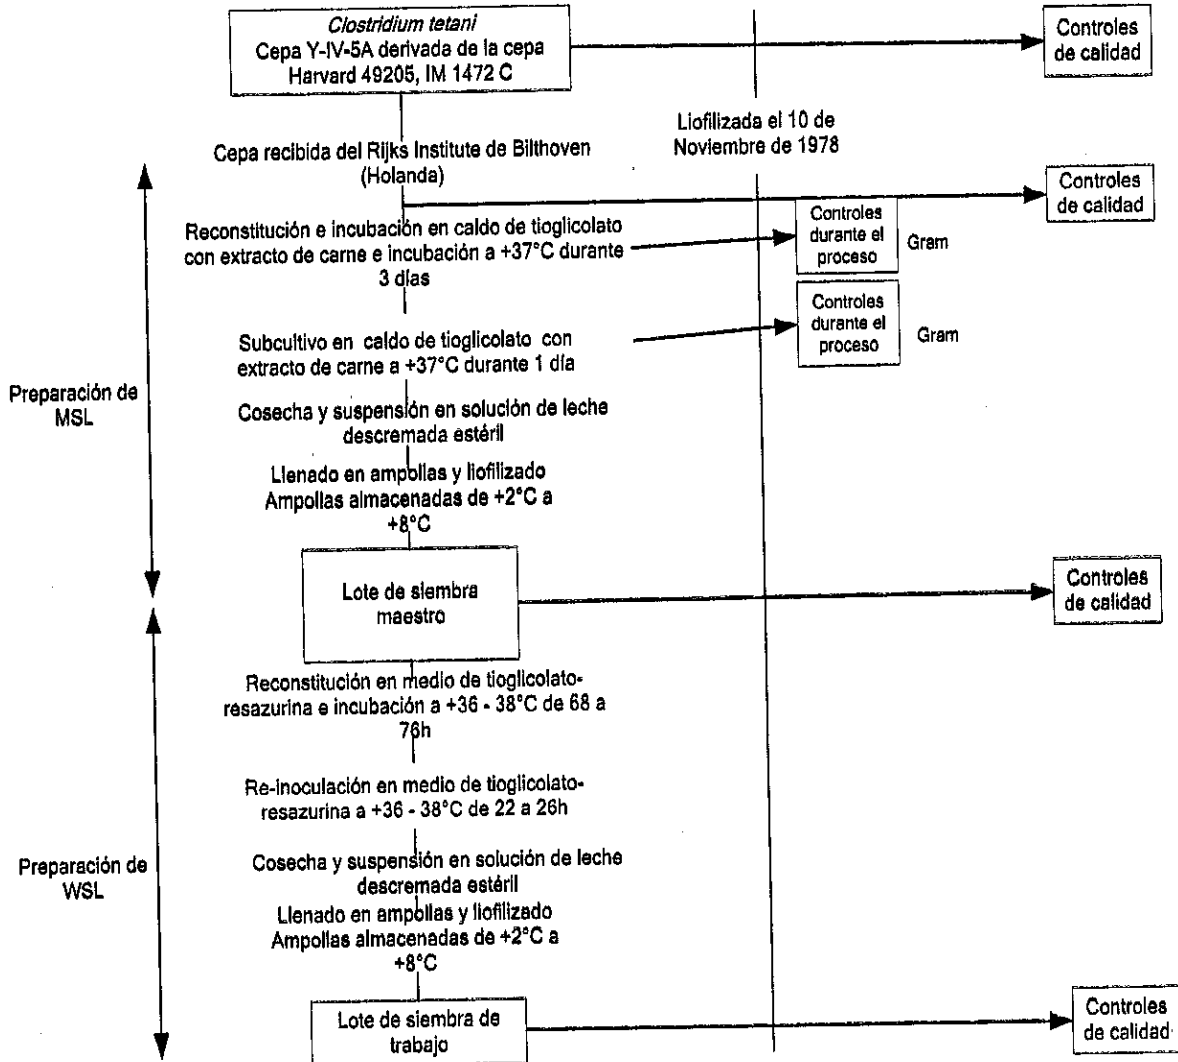 Clostridium tetani
Cepa Y-IV-5A derivada de la cepa
Harvard 49205, IM 1472 C
Controles
de calidad
Liofilizada el 10 de
Noviembre de 1978
Cepa recibida del Rijks Institute de Bilthoven
(Holanda)
Controles
de calidad
Reconstitución e incubación en caldo de tioglicolato
con extracto de carne e incubación a +37°C durante
3 días
Controles
durante el
proceso
Gram
Subcultivo en caldo de tioglicolato con
extracto de carne a +37°C durante 1 día
Controles
durante el
proceso
Gram
Preparación de
MSL
Cosecha y suspensión en solución de leche
descremada estéril
Llenado en ampollas y liofilizado
Ampollas almacenadas de +2°C a
+8°C
Lote de siembra
maestro
Controles
de calidad
Reconstitución en medio de tioglicolato-
resazurina e incubación a +36 - 38°C de 68 a
76h
Re-inoculación en medio de tioglicolato-
resazurina a +36 - 38°C de 22 a 26h
Preparación de
WSL
Cosecha y suspensión en solución de leche
descremada estéril
Llenado en ampollas y liofilizado
Ampollas almacenadas de +2°C a
+8°C
Lote de siembra de
trabajo
Controles
de calidad